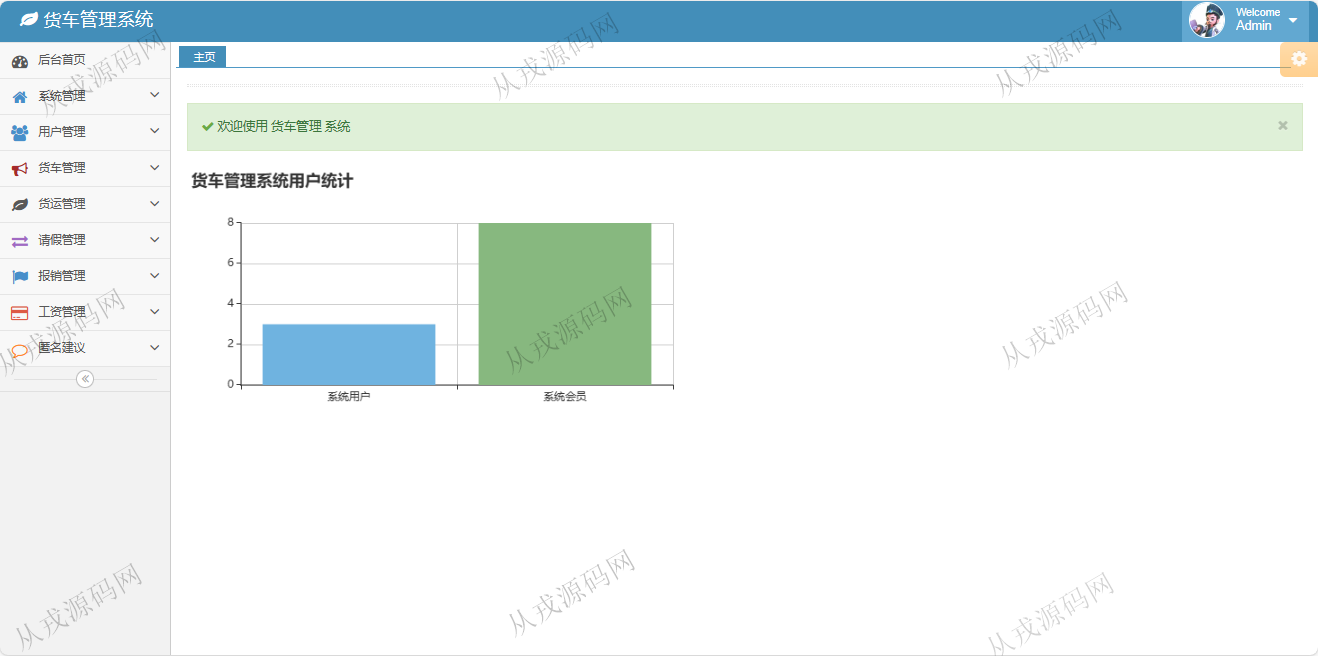 货车管理系统
Welcome
Admin
后台首页
系统管理
用户管理
货车管理
货运管理
请假管理
报销管理
工资管理
匿名建议
主页
欢迎使用 货车管理 系统
货车管理系统用户统计
8
6
4
2
0
系统用户
系统会员
从戎源码网
从戎源码网
从戎源码网
从戎源码网
从戎源码网
从戎源码网
从戎源码网
从戎源码网
从戎源码网